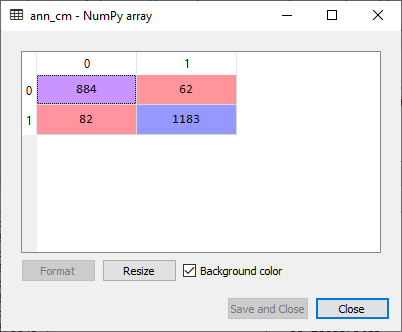 ann_cm - NumPy array
0 1
0 884 62
1 82 1183
Format Resize Background color
Save and Close Close